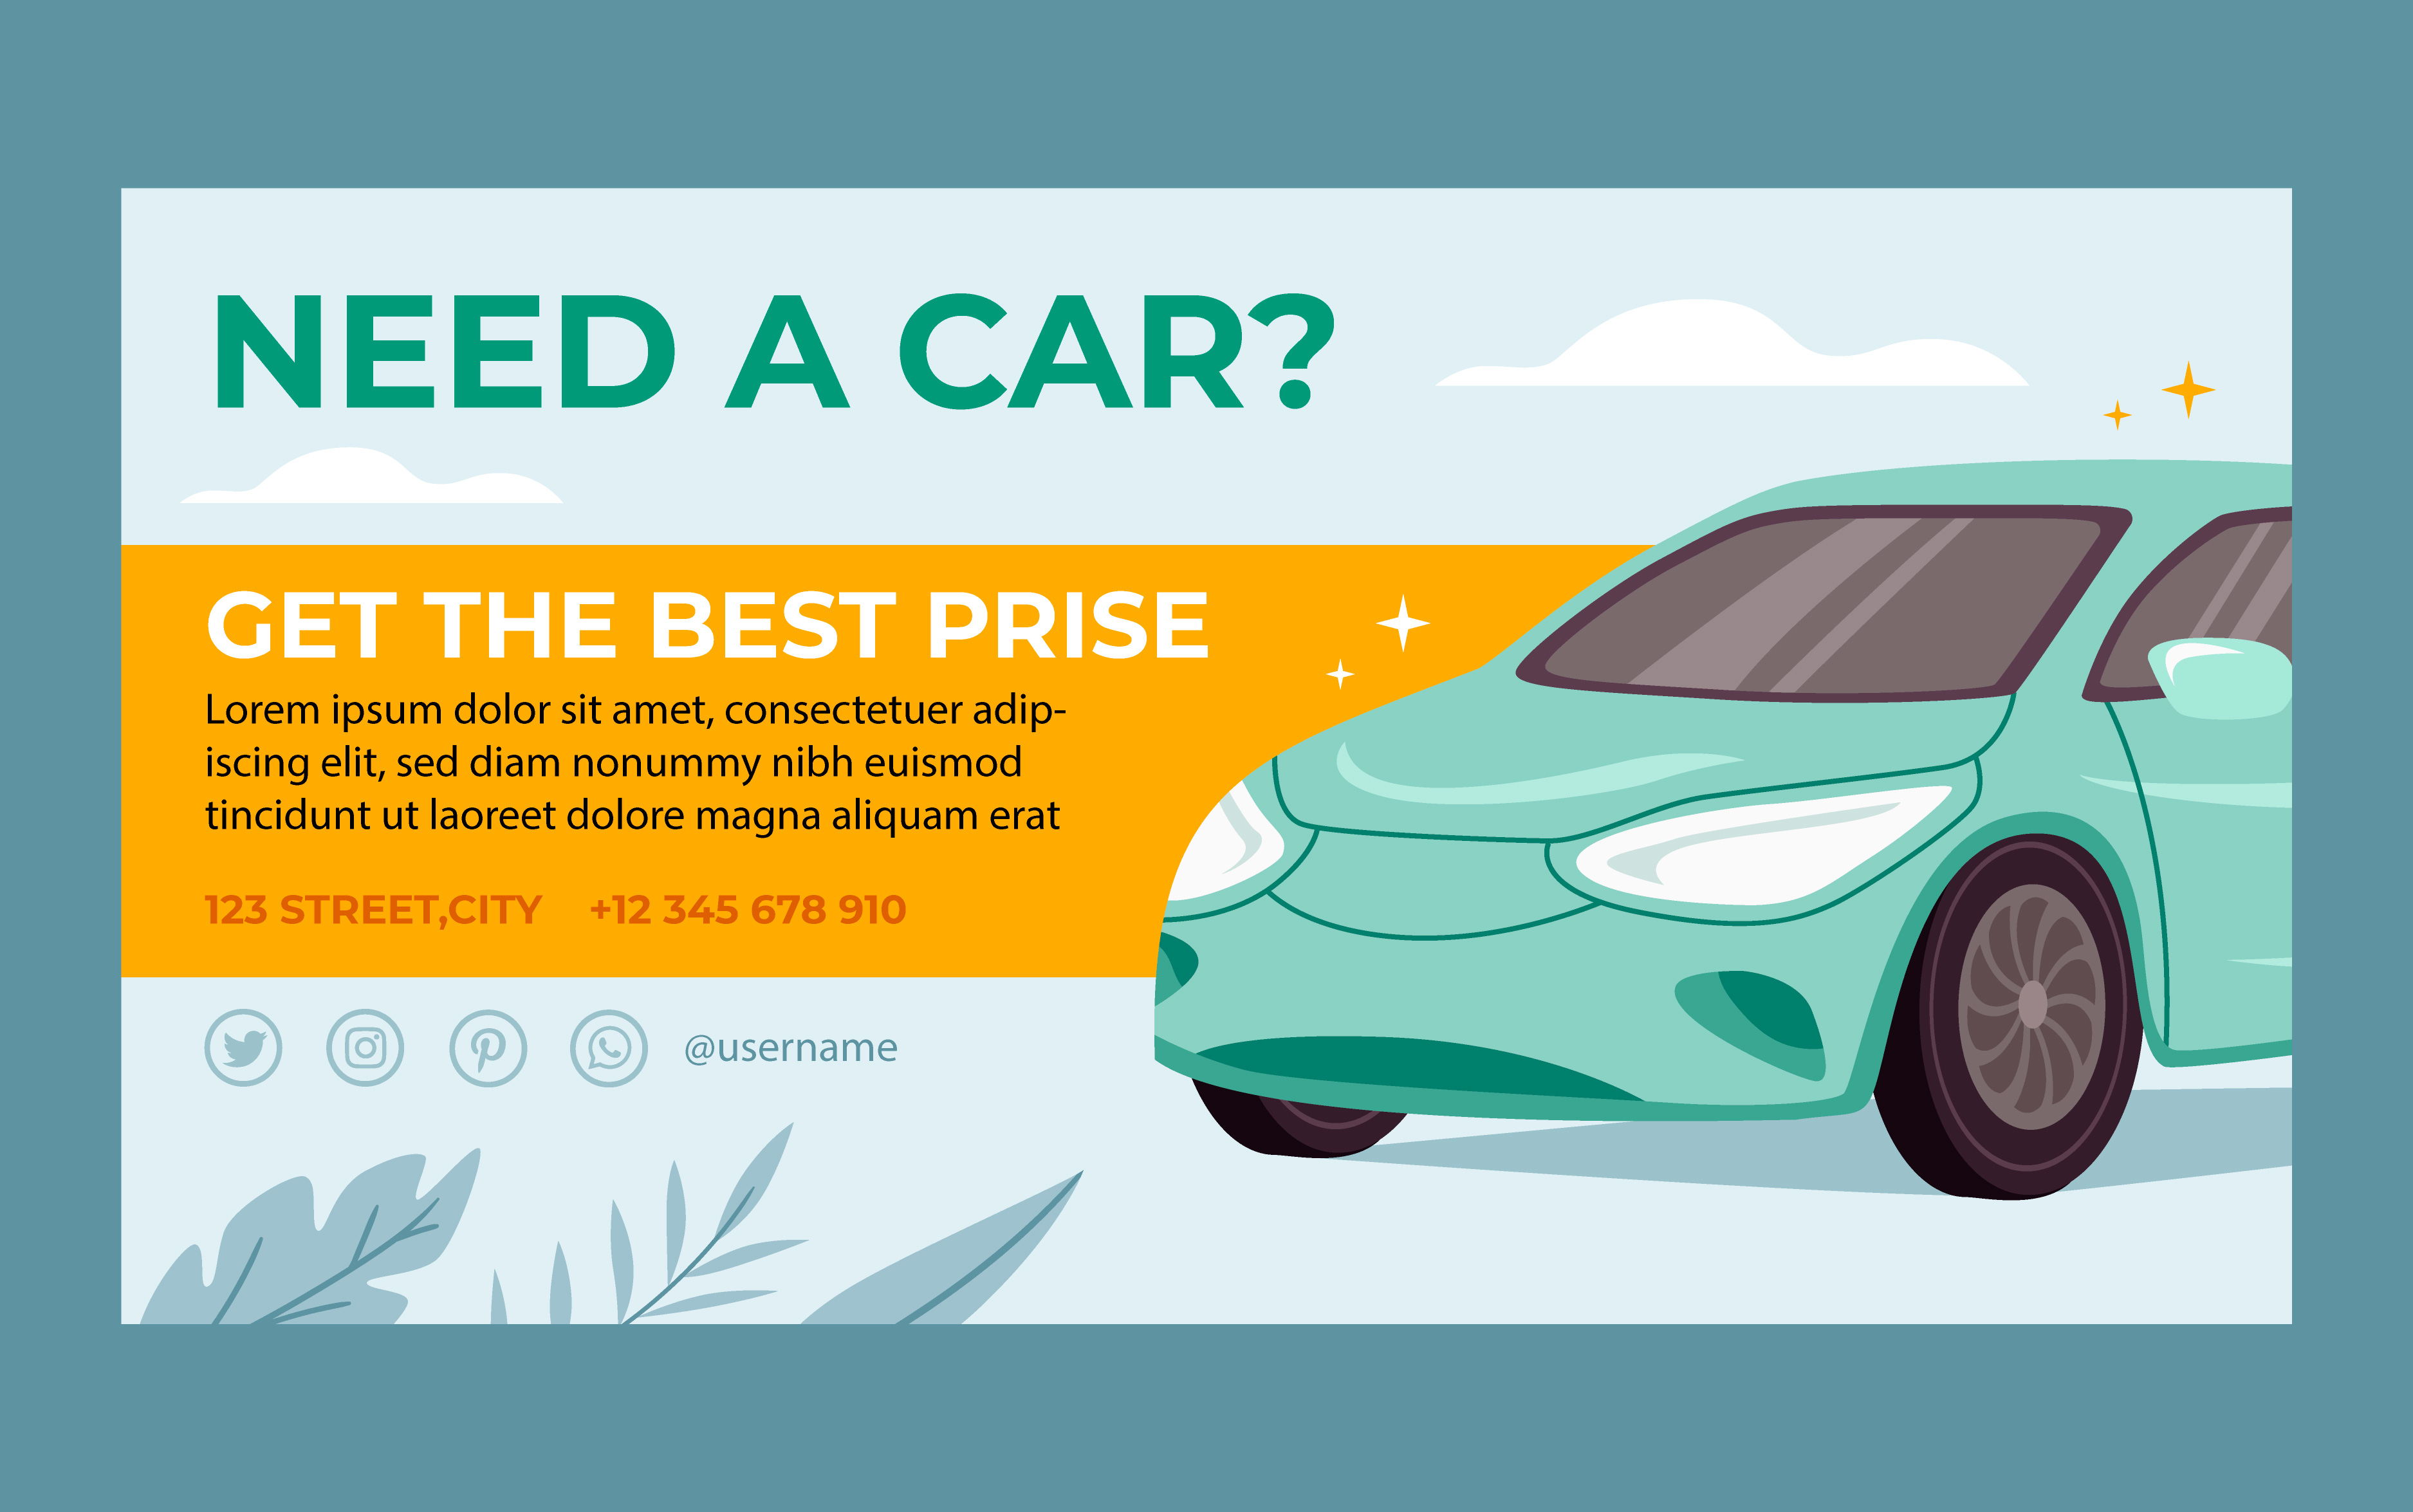 NEED A CAR?
GET THE BEST PRISE
Lorem ipsum dolor sit amet, consectetuer adip-
iscing elit, sed diam nonummy nibh euismod
tincidunt ut laoreet dolore magna aliquam erat
123 STREET,CITY +12 345 678 910
@username